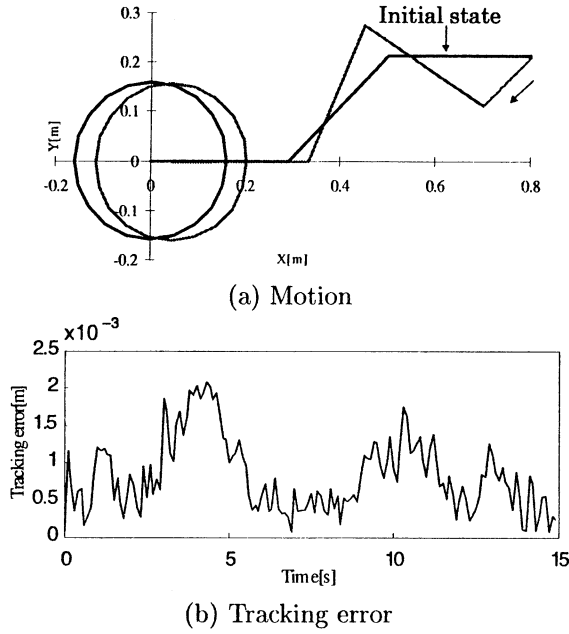 0.3
Initial state
0.2
0.1
Y[m]
0
-0.2
0
0.2
0.4
0.6
0.8
-0.1
-0.2
X[m]
(a) Motion
x10 -3
2.5
2
1.5
1
0.5
0
Tracking error[m]
0
5
10
15
Time[s]
(b) Tracking error